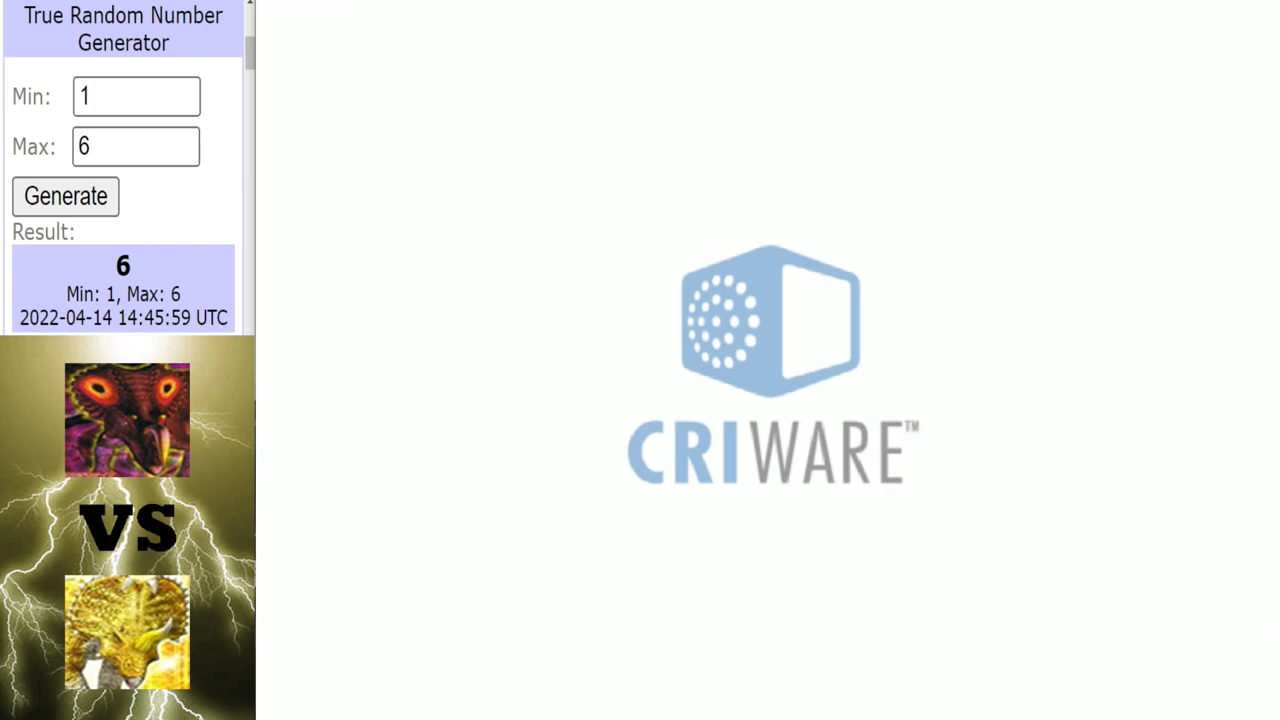 True Random Number
Generator
Min: 1
Max: 6
Generate
Result:
6
Min: 1, Max: 6
2022-04-14 14:45:59 UTC
VS
CRIWARE™